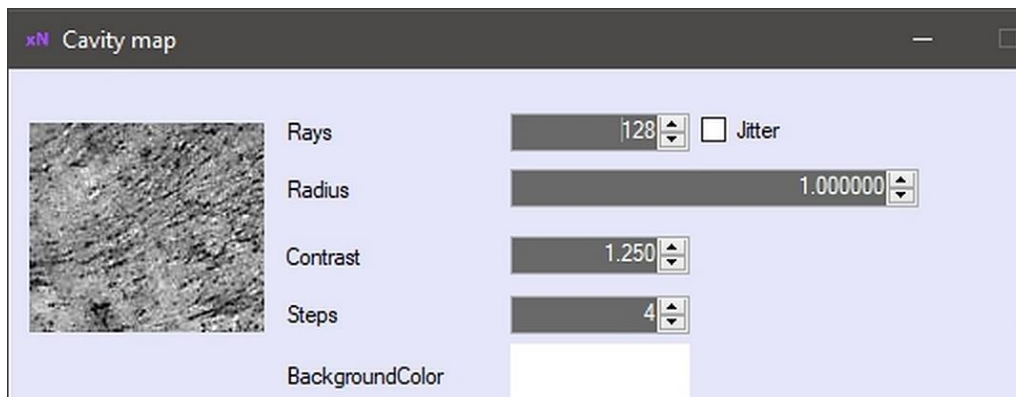 xN Cavity map
Rays 128 Jitter
Radius 1.000000
Contrast 1.250
Steps 4
BackgroundColor